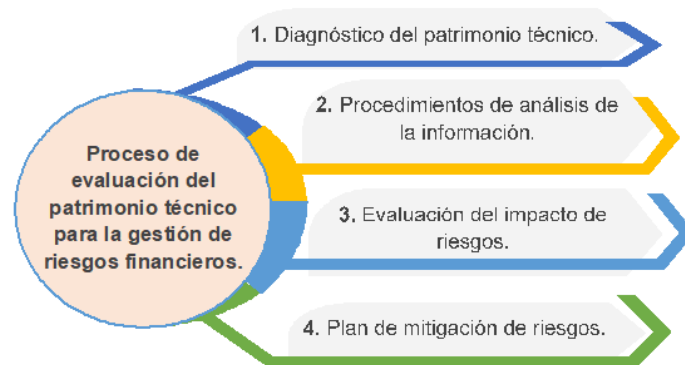 Proceso de
evaluación del
patrimonio técnico
para la gestión de
riesgos financieros.
1. Diagnóstico del patrimonio técnico.
2. Procedimientos de análisis de
la información.
3. Evaluación del impacto de
riesgos.
4. Plan de mitigación de riesgos.